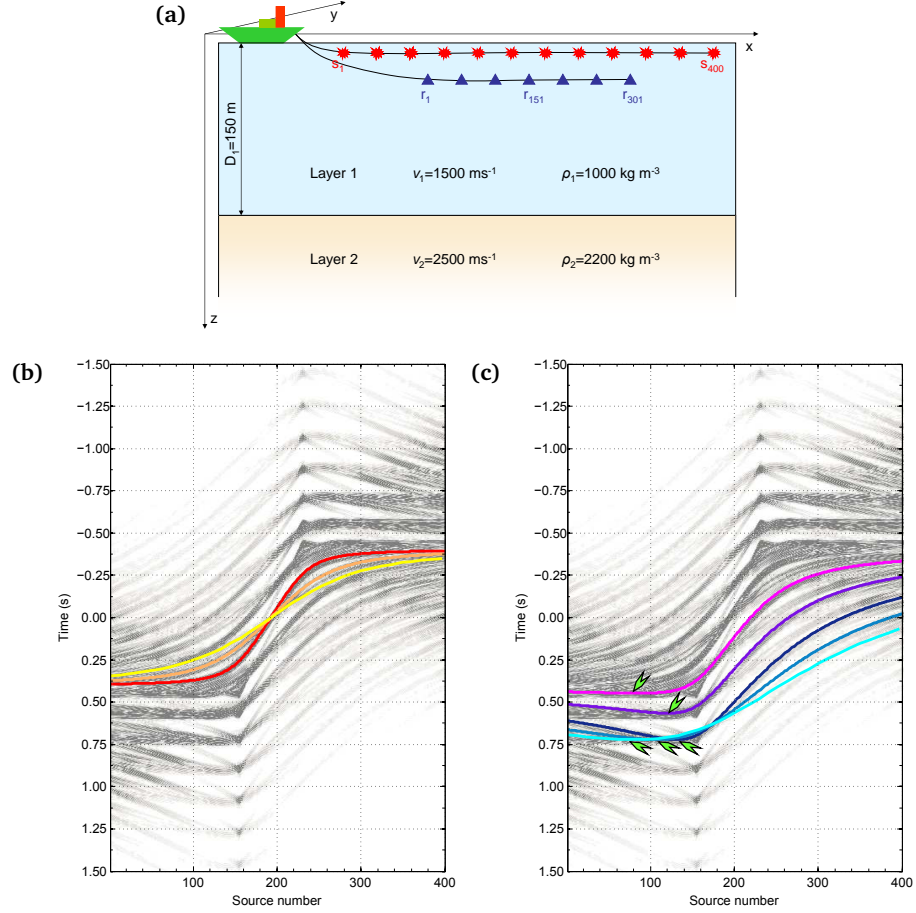 (a)
y
x
s₁
s₄₀₀
r₁
r₁₅₁
r₃₀₁
D₁=150 m
Layer 1 v₁=1500 ms⁻¹ ρ₁=1000 kg m⁻³
Layer 2 v₂=2500 ms⁻¹ ρ₂=2200 kg m⁻³
z
(b)
−1.50
−1.25
−1.00
−0.75
−0.50
−0.25
0.00
0.25
0.50
0.75
1.00
1.25
1.50
Time (s)
0 100 200 300 400
Source number
(c)
−1.50
−1.25
−1.00
−0.75
−0.50
−0.25
0.00
0.25
0.50
0.75
1.00
1.25
1.50
Time (s)
0 100 200 300 400
Source number